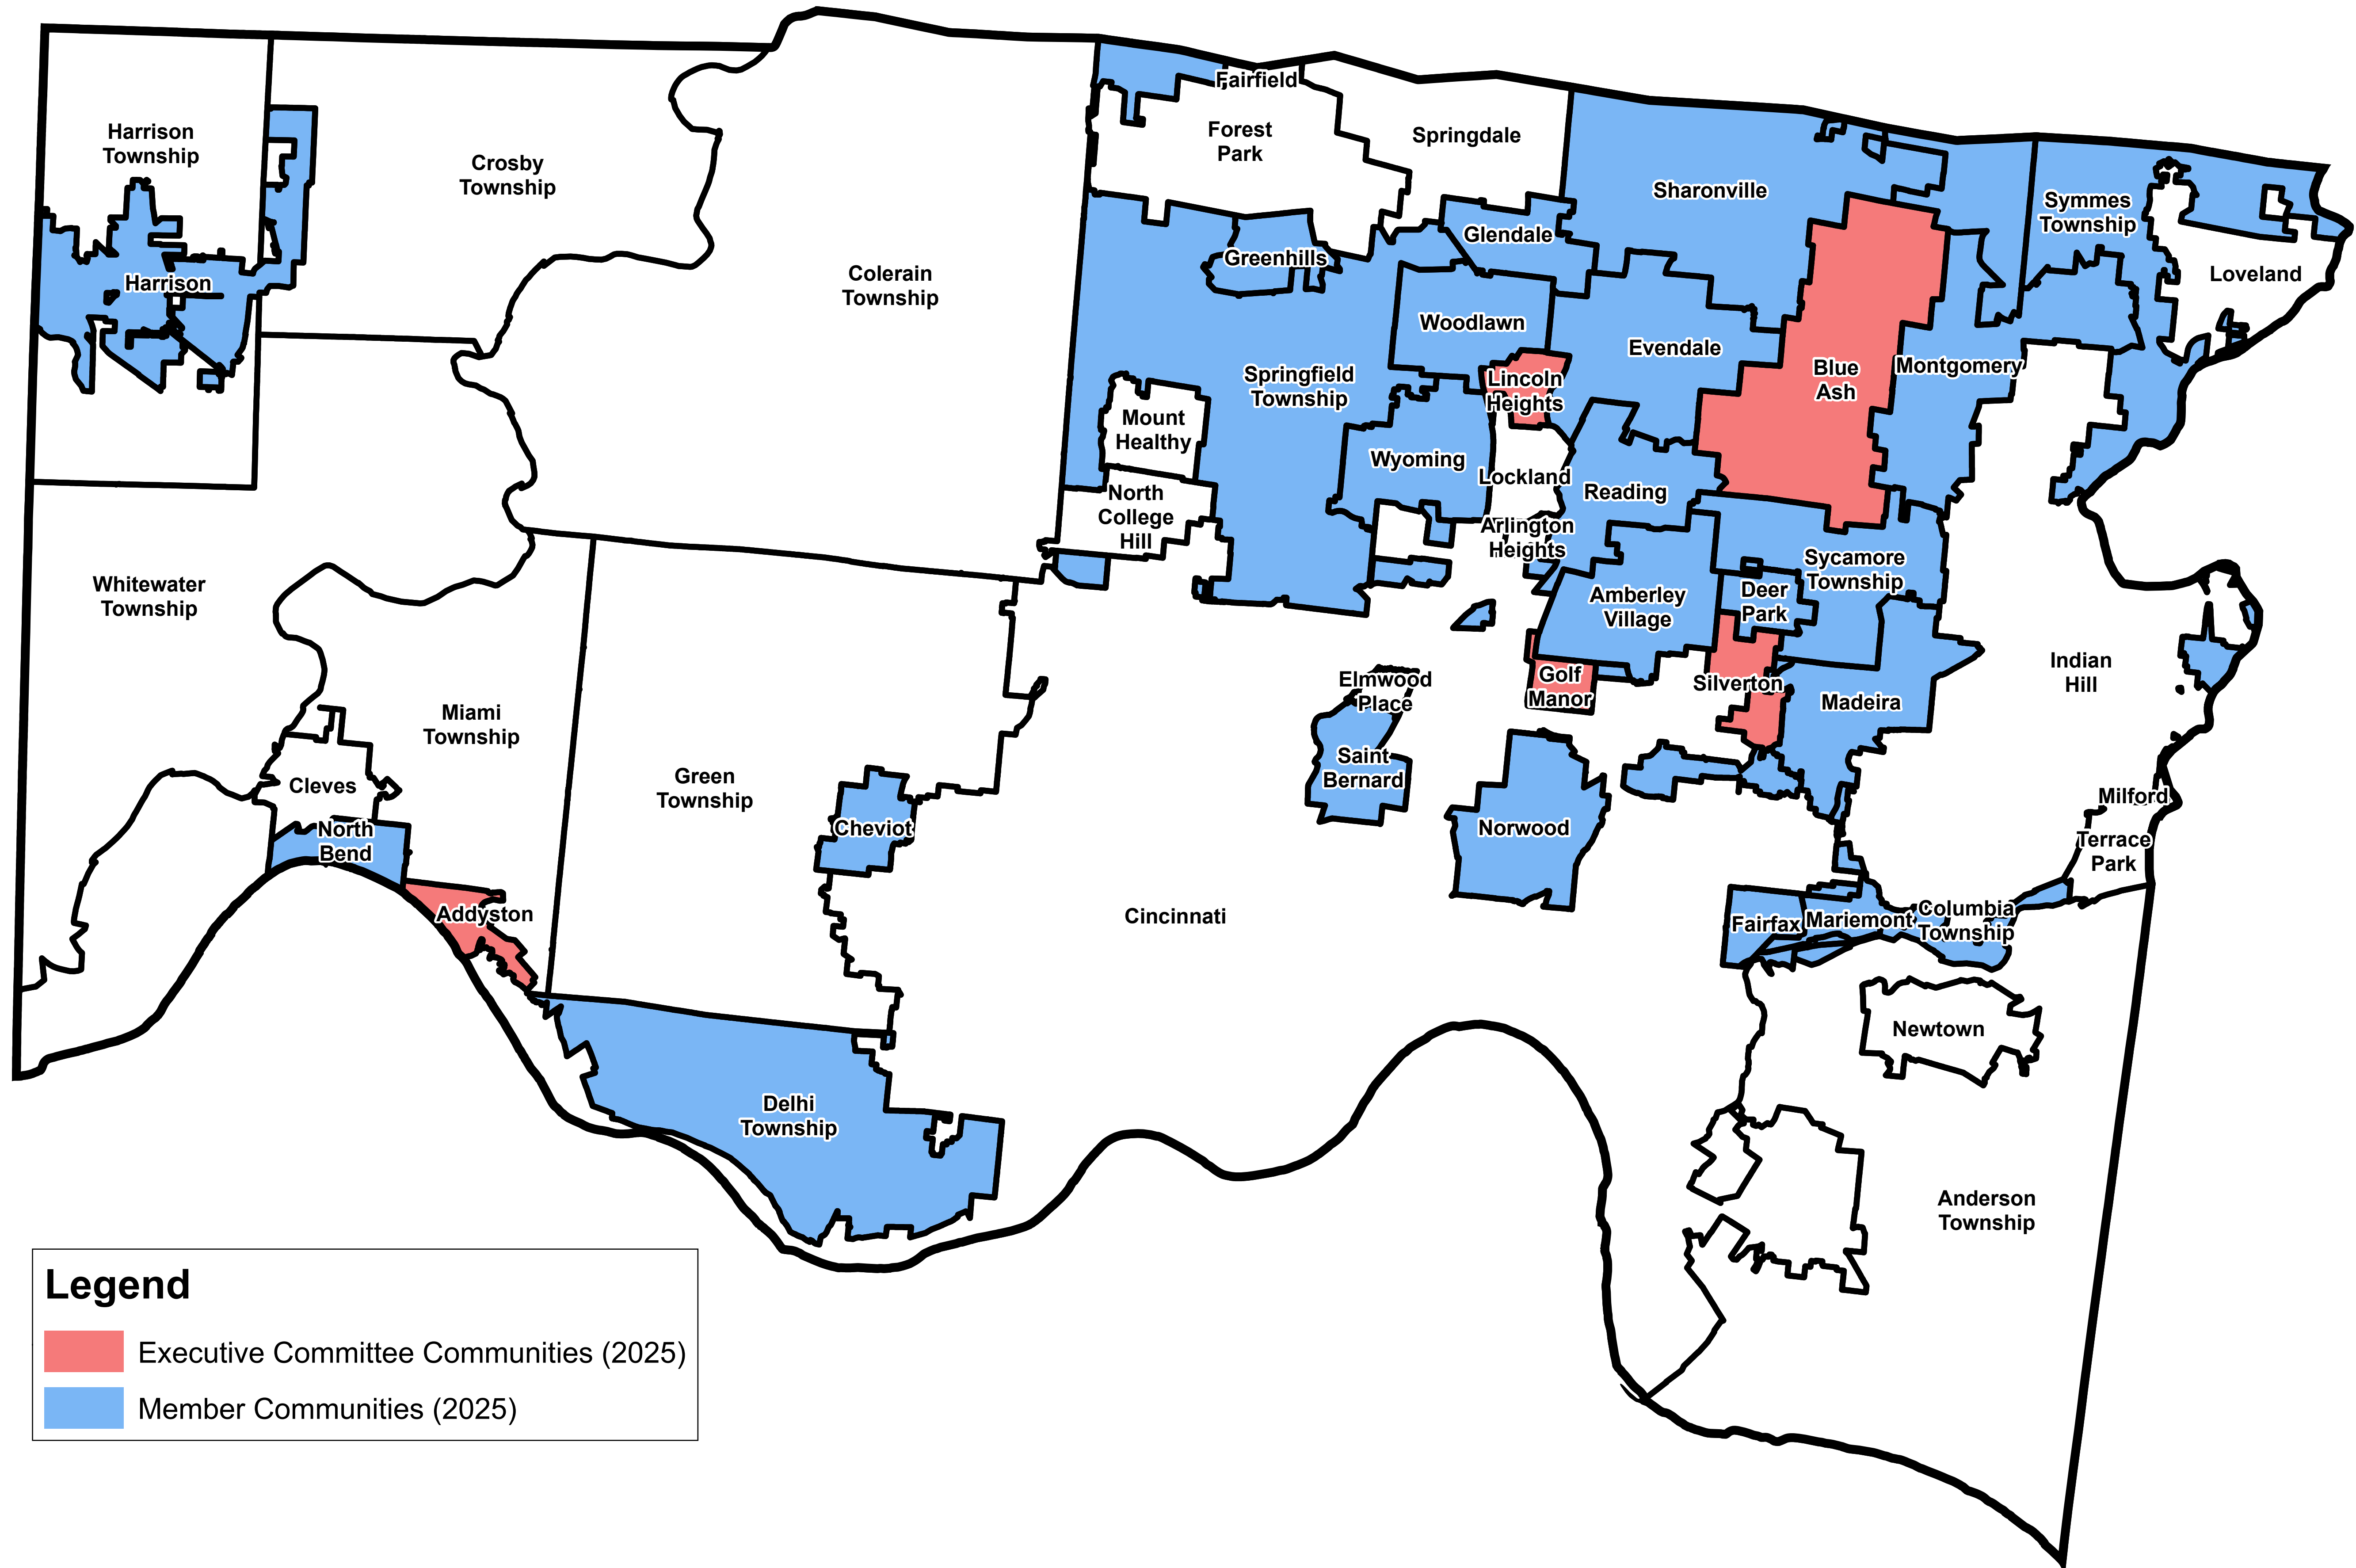 Fairfield
Harrison
Township
Forest
Park
Springdale
Crosby
Township
Sharonville
Symmes
Township
Glendale
Greenhills
Loveland
Colerain
Township
Harrison
Woodlawn
Evendale
Blue
Ash
Montgomery
Springfield
Township
Lincoln
Heights
Mount
Healthy
Wyoming
Lockland
Reading
North
College
Hill
Arlington
Heights
Sycamore
Township
Whitewater
Township
Amberley
Village
Deer
Park
Indian
Hill
Elmwood
Place
Golf
Manor
Silverton
Madeira
Miami
Township
Saint
Bernard
Green
Township
Cleves
Milford
North
Bend
Cheviot
Norwood
Terrace
Park
Addyston
Cincinnati
Fairfax
Mariemont
Columbia
Township
Newtown
Delhi
Township
Anderson
Township
Legend
Executive Committee Communities (2025)
Member Communities (2025)